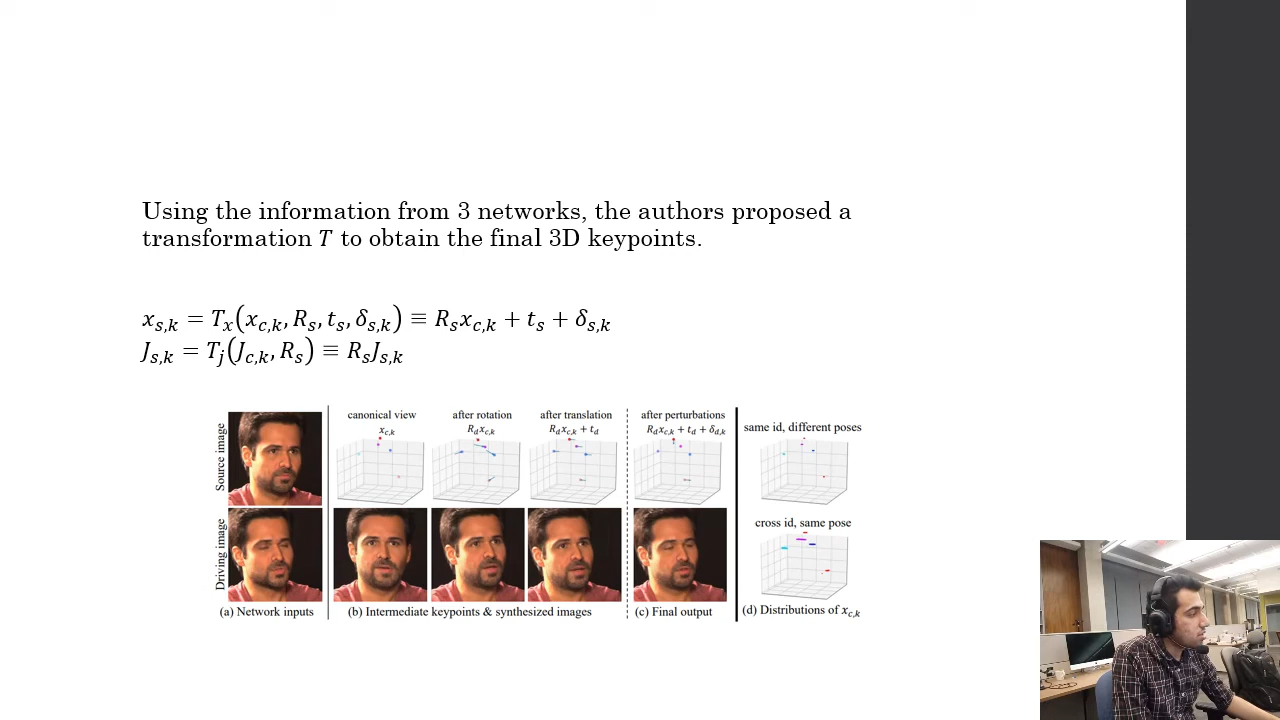 Using the information from 3 networks, the authors proposed a
transformation T to obtain the final 3D keypoints.
x_{s,k} = T_x(x_{c,k}, R_s, t_s, δ_{s,k}) ≡ R_s x_{c,k} + t_s + δ_{s,k}
J_{s,k} = T_j(J_{c,k}, R_s) ≡ R_s J_{s,k}
Source image
Driving image
(a) Network inputs
canonical view
x_{c,k}
after rotation
R_d x_{c,k}
after translation
R_d x_{c,k} + t_d
(b) Intermediate keypoints & synthesized images
after perturbations
R_d x_{c,k} + t_d + δ_{d,k}
(c) Final output
same id, different poses
cross id, same pose
(d) Distributions of x_{c,k}